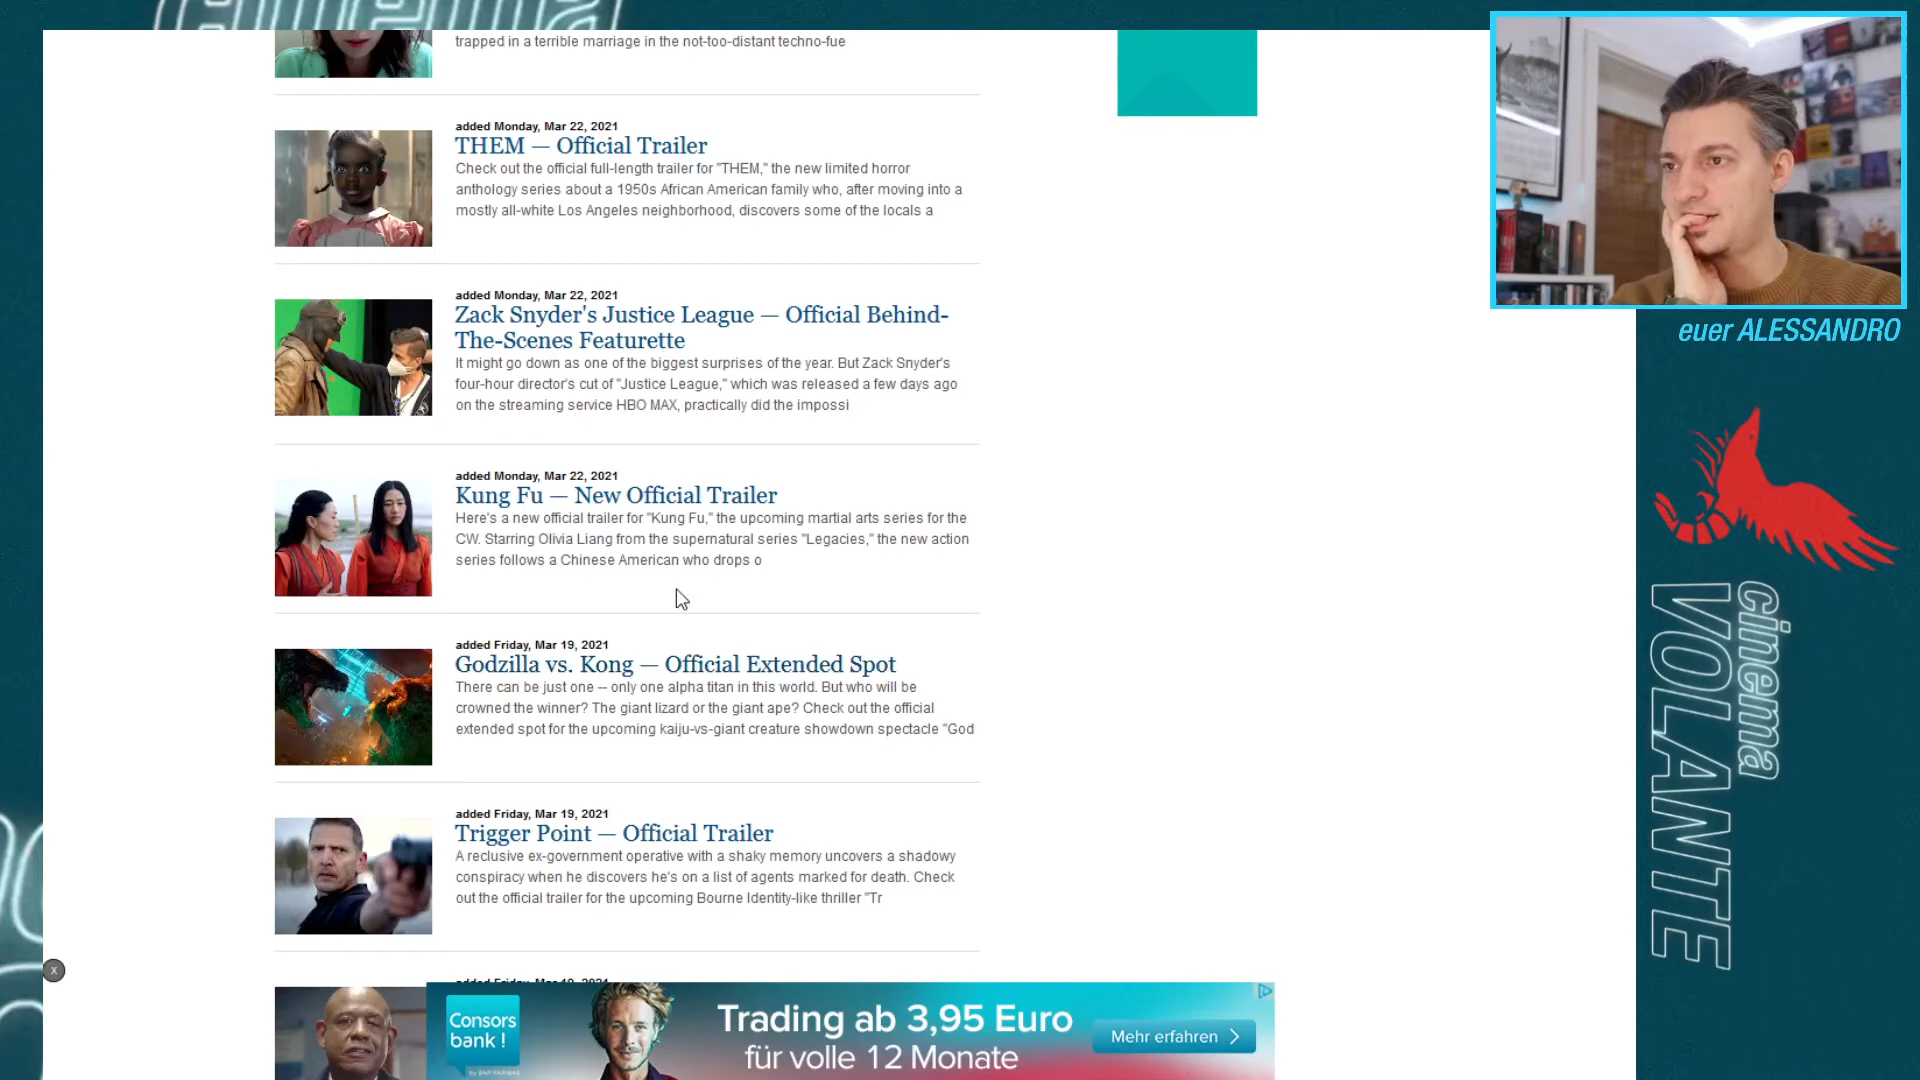 cinema
trapped in a terrible marriage in the not-too-distant techno-fue
added Monday, Mar 22, 2021
THEM — Official Trailer
Check out the official full-length trailer for "THEM," the new limited horror
anthology series about a 1950s African American family who, after moving into a
mostly all-white Los Angeles neighborhood, discovers some of the locals a
added Monday, Mar 22, 2021
Zack Snyder's Justice League — Official Behind-
The-Scenes Featurette
It might go down as one of the biggest surprises of the year. But Zack Snyder's
four-hour director's cut of "Justice League," which was released a few days ago
on the streaming service HBO MAX, practically did the impossi
added Monday, Mar 22, 2021
Kung Fu — New Official Trailer
Here's a new official trailer for "Kung Fu," the upcoming martial arts series for the
CW. Starring Olivia Liang from the supernatural series "Legacies," the new action
series follows a Chinese American who drops o
added Friday, Mar 19, 2021
Godzilla vs. Kong — Official Extended Spot
There can be just one -- only one alpha titan in this world. But who will be
crowned the winner? The giant lizard or the giant ape? Check out the official
extended spot for the upcoming kaiju-vs-giant creature showdown spectacle "God
added Friday, Mar 19, 2021
Trigger Point — Official Trailer
A reclusive ex-government operative with a shaky memory uncovers a shadowy
conspiracy when he discovers he's on a list of agents marked for death. Check
out the official trailer for the upcoming Bourne Identity-like thriller "Tr
added Friday, Mar 19, 2021
x
Consors
bank!
by BNP PARIBAS
Trading ab 3,95 Euro
für volle 12 Monate
Mehr erfahren
euer ALESSANDRO
cinema
VOLANTE